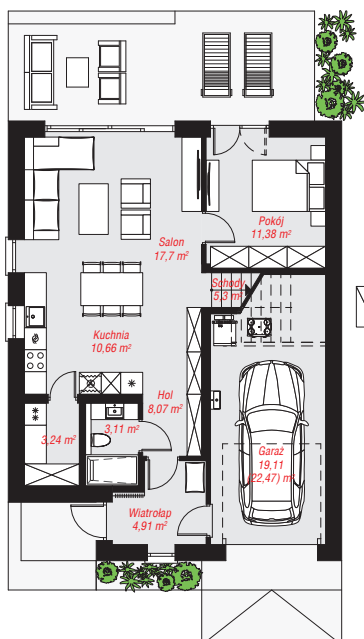 Pokój
11,38 m²
Salon
17,7 m²
Schody
5,3 m²
Kuchnia
10,66 m²
Hol
8,07 m²
3,24 m²
3,11 m²
Garaż
19,11
(22,47) m²
Wiatrołap
4,91 m²